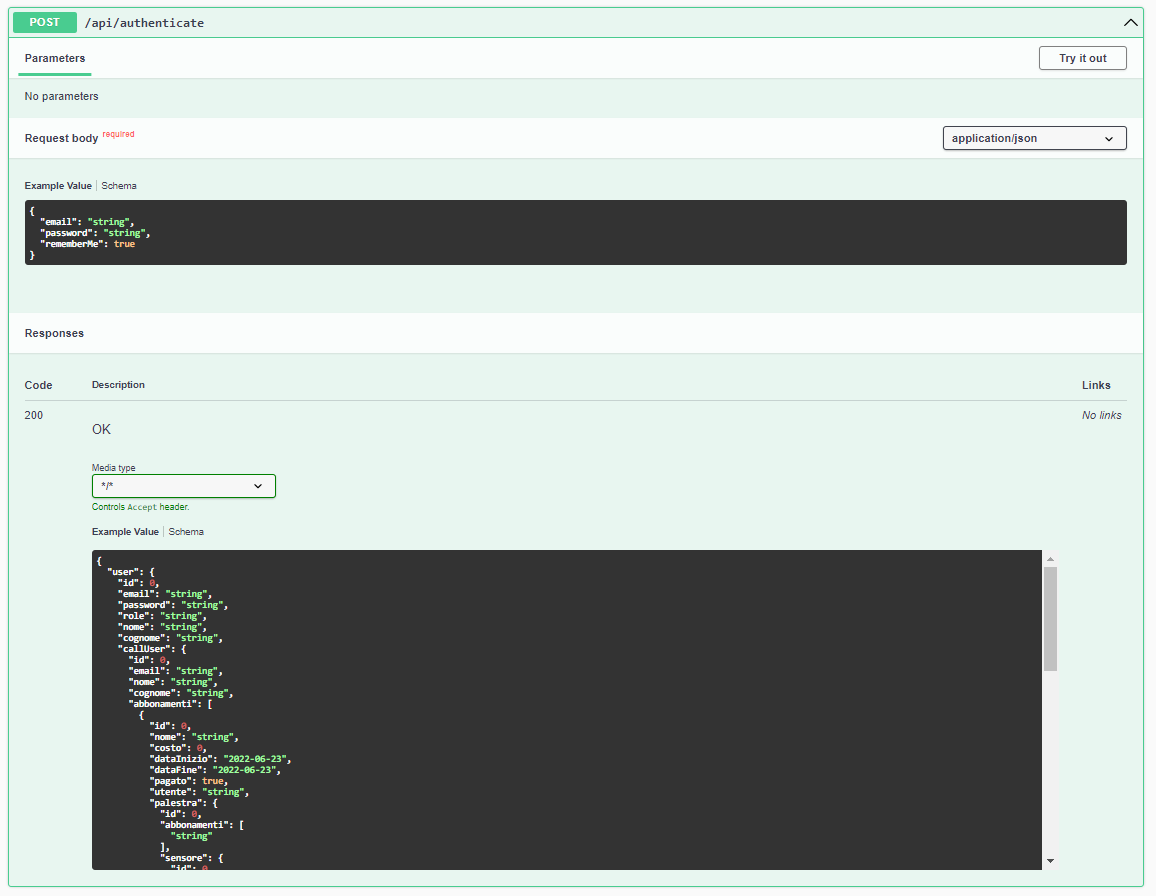 POST /api/authenticate
Parameters
Try it out
No parameters
Request body required
application/json
Example Value | Schema
{
  "email": "string",
  "password": "string",
  "rememberMe": true
}
Responses
Code Description Links
200
OK
No links
Media type
*/*
Controls Accept header.
Example Value | Schema
{
  "user": {
    "id": 0,
    "email": "string",
    "password": "string",
    "role": "string",
    "nome": "string",
    "cognome": "string",
    "callUser": {
      "id": 0,
      "email": "string",
      "nome": "string",
      "cognome": "string",
      "abbonamenti": [
        {
          "id": 0,
          "nome": "string",
          "costo": 0,
          "dataInizio": "2022-06-23",
          "dataFine": "2022-06-23",
          "pagato": true,
          "utente": "string",
          "palestra": {
            "id": 0,
            "abbonamenti": [
              "string"
            ],
            "sensore": {
              "id": 0